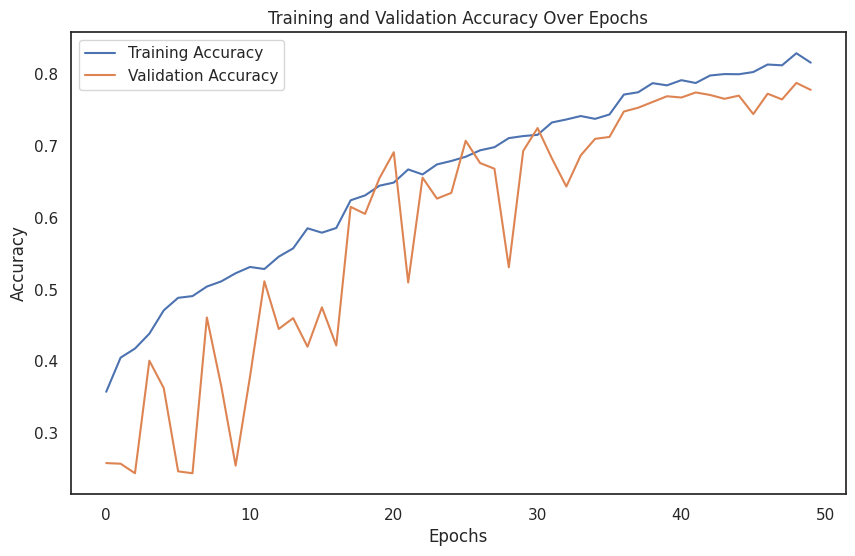 Training and Validation Accuracy Over Epochs
Training Accuracy
Validation Accuracy
Accuracy
0.8
0.7
0.6
0.5
0.4
0.3
0 10 20 30 40 50
Epochs